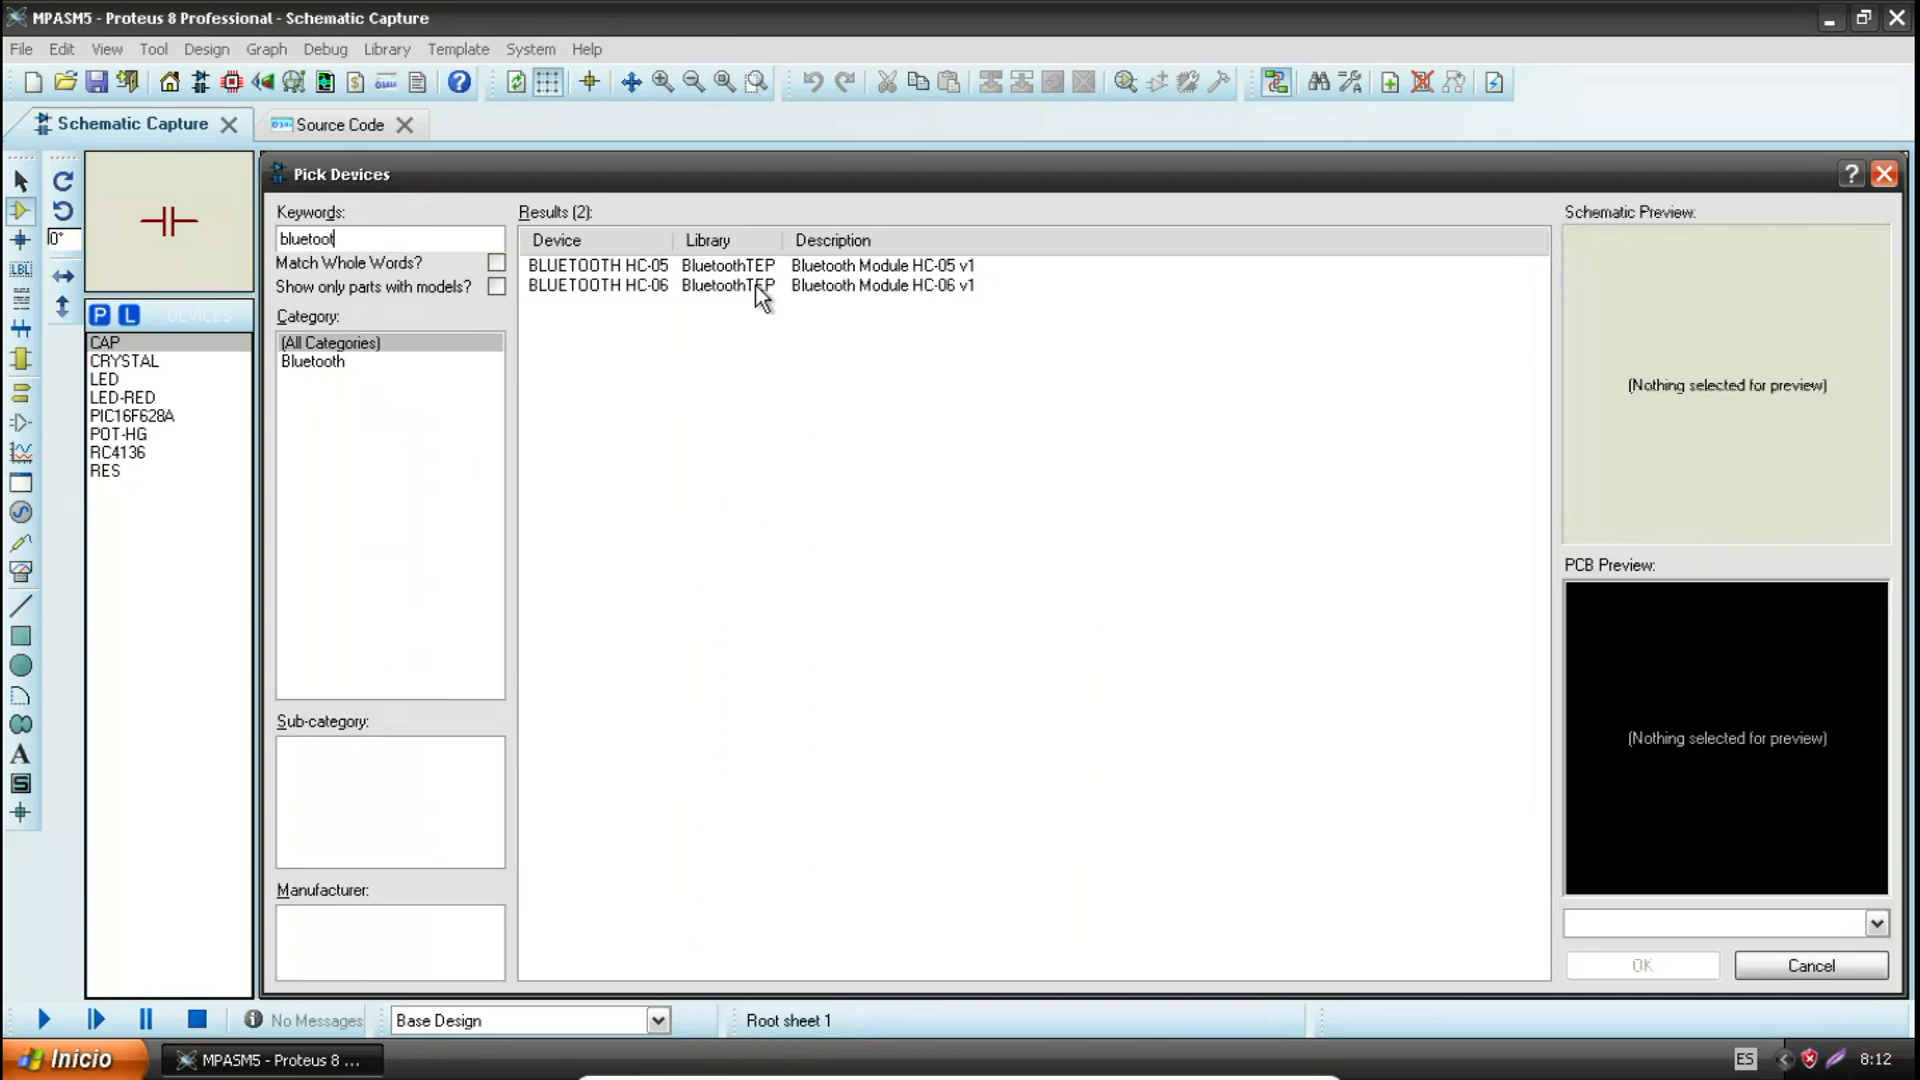 MPASM5 - Proteus 8 Professional - Schematic Capture
File Edit View Tool Design Graph Debug Library Template System Help
Schematic Capture
Source Code
Pick Devices
Keywords:
bluetoot
Match Whole Words?
Show only parts with models?
Category:
(All Categories)
Bluetooth
Sub-category:
Manufacturer:
Results (2):
Device Library Description
BLUETOOTH HC-05 BluetoothTEP Bluetooth Module HC-05 v1
BLUETOOTH HC-06 BluetoothTEP Bluetooth Module HC-06 v1
Schematic Preview:
(Nothing selected for preview)
PCB Preview:
(Nothing selected for preview)
OK Cancel
0°
LBL
P L DEVICES
CAP
CRYSTAL
LED
LED-RED
PIC16F628A
POT-HG
RC4136
RES
A
S
No Messages
Base Design
Root sheet 1
Inicio
MPASM5 - Proteus 8 ...
ES
8:12